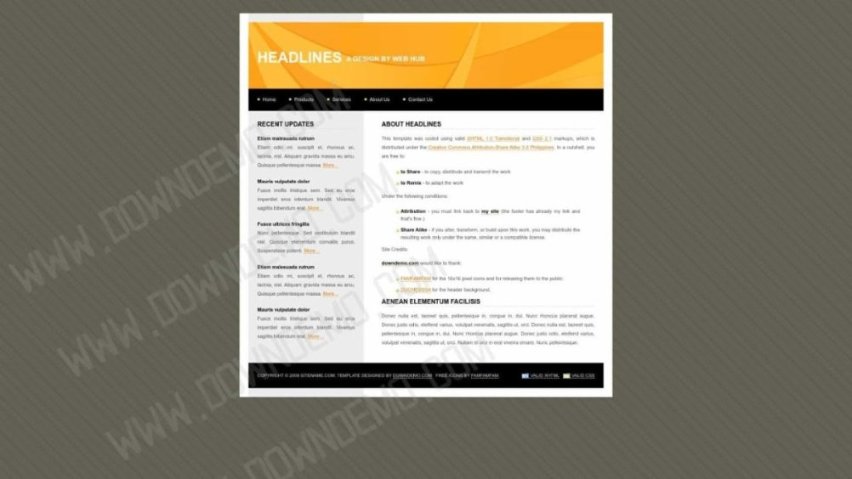 HEADLINES A DESIGN BY WEB HUB
Home Products Services About Us Contact Us
RECENT UPDATES
Etiam malesuada rutrum
Etiam odio mi, suscipit et, rhoncus ac,
lacinia, nisl. Aliquam gravida massa eu arcu.
Quisque pellentesque massa. More...
Mauris vulputate dolor
Fusce mollis tristique sem. Sed eu eros
imperdiet eros interdum blandit. Vivamus
sagittis bibendum erat. More...
Fusce ultrices fringilla
Nunc pellentesque. Sed vestibulum blandit
nisl. Quisque elementum convallis purus.
Suspendisse potenti. More...
Etiam malesuada rutrum
Etiam odio mi, suscipit et, rhoncus ac,
lacinia, nisl. Aliquam gravida massa eu arcu.
Quisque pellentesque massa. More...
Mauris vulputate dolor
Fusce mollis tristique sem. Sed eu eros
imperdiet eros interdum blandit. Vivamus
sagittis bibendum erat. More...
ABOUT HEADLINES
This template was coded using valid XHTML 1.0 Transitional and CSS 2.1 markups, which is
distributed under the Creative Commons Attribution-Share Alike 3.0 Philippines. In a nutshell, you
are free to:
to Share - to copy, distribute and transmit the work
to Remix - to adapt the work
Under the following conditions:
Attribution - you must link back to my site (the footer has already my link and
that's fine.)
Share Alike - if you alter, transform, or build upon this work, you may distribute the
resulting work only under the same, similar or a compatible license.
Site Credits:
downdemo.com would like to thank:
FAMFAMFAM for the 16x16 pixel icons and for releasing them to the public.
for the header background.
AENEAN ELEMENTUM FACILISIS
Donec nulla est, laoreet quis, pellentesque in, congue in, dui. Nunc rhoncus placerat augue.
Donec justo odio, eleifend varius, volutpat venenatis, sagittis ut, orci. Donec nulla est, laoreet quis,
pellentesque in, congue in, dui. Nunc rhoncus placerat augue. Donec justo odio, eleifend varius,
volutpat venenatis, sagittis ut, orci. Nullam et orci in erat viverra ornare. Nunc pellentesque.
COPYRIGHT © 2009 SITENAME.COM. TEMPLATE DESIGNED BY DOWNDEMO.COM. FREE ICONS BY FAMFAMFAM VALID XHTML VALID CSS
WWW.DOWNDEMO.COM
WWW.DOWNDEMO.COM
WWW.DOWNDEMO.COM
WWW.DOWNDEMO.COM